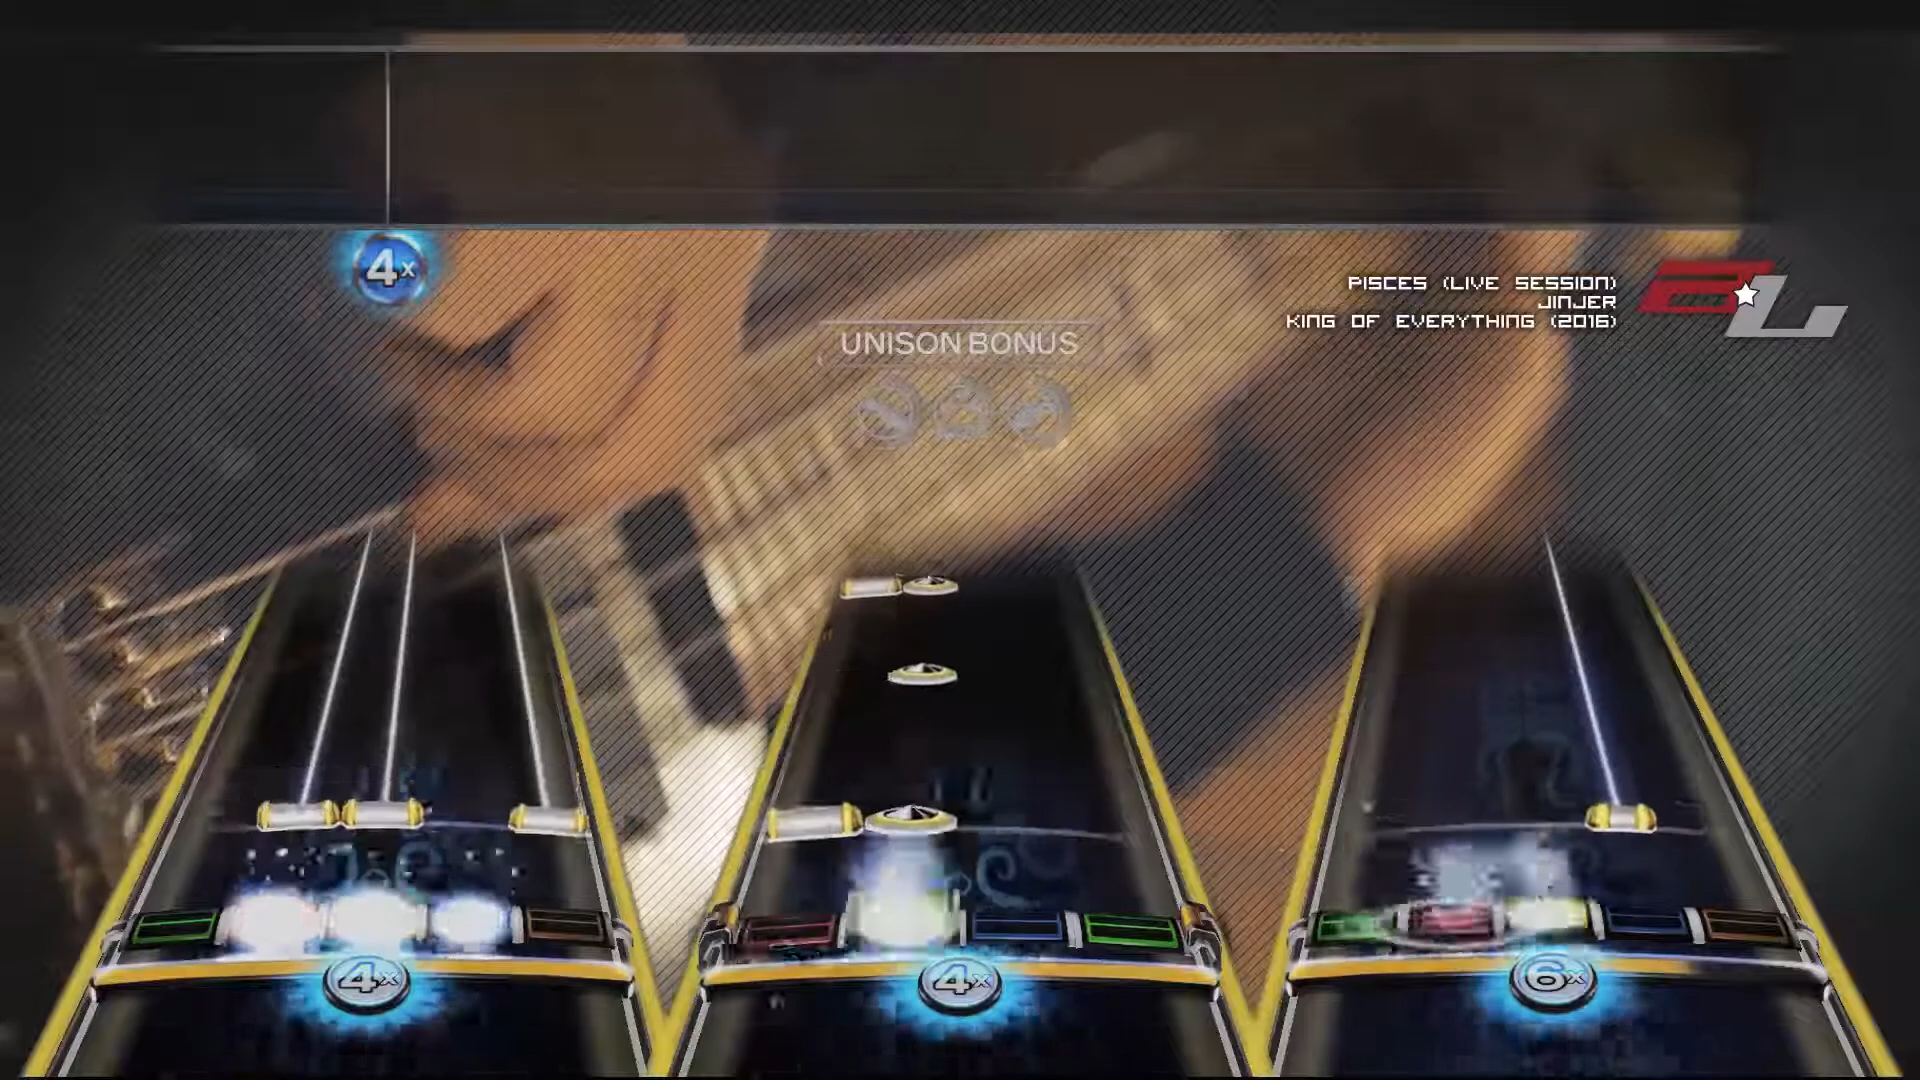 4x
PISCES (LIVE SESSION)
JINJER
KING OF EVERYTHING (2016)
UNISON BONUS
4x
4x
6x